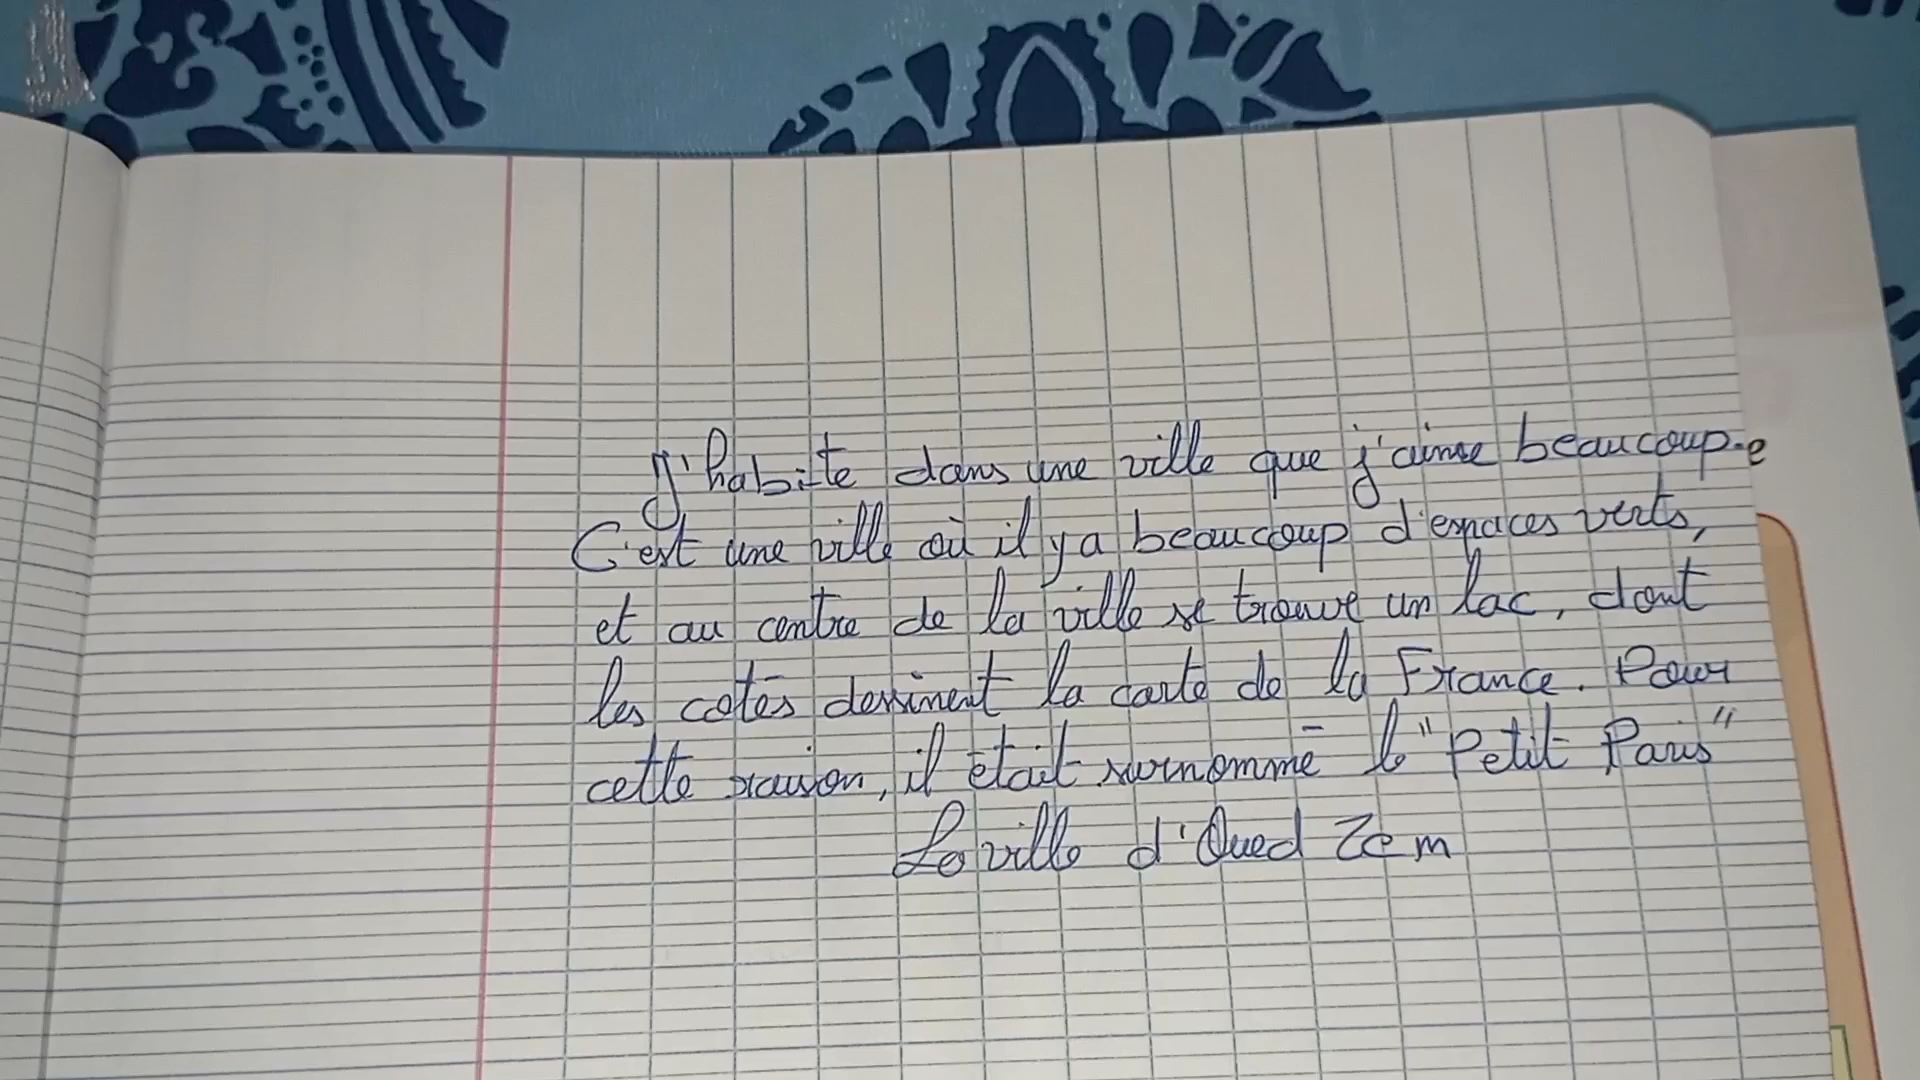 J'habite dans une ville que j'aime beaucoup.e
C'est une ville où il y a beaucoup d'espaces verts,
et au centre de la ville se trouve un lac, dont
les cotés dessinent la carte de la France. Pour
cette raison, il était surnommé le "Petit Paris"
La ville d'Oued Zem